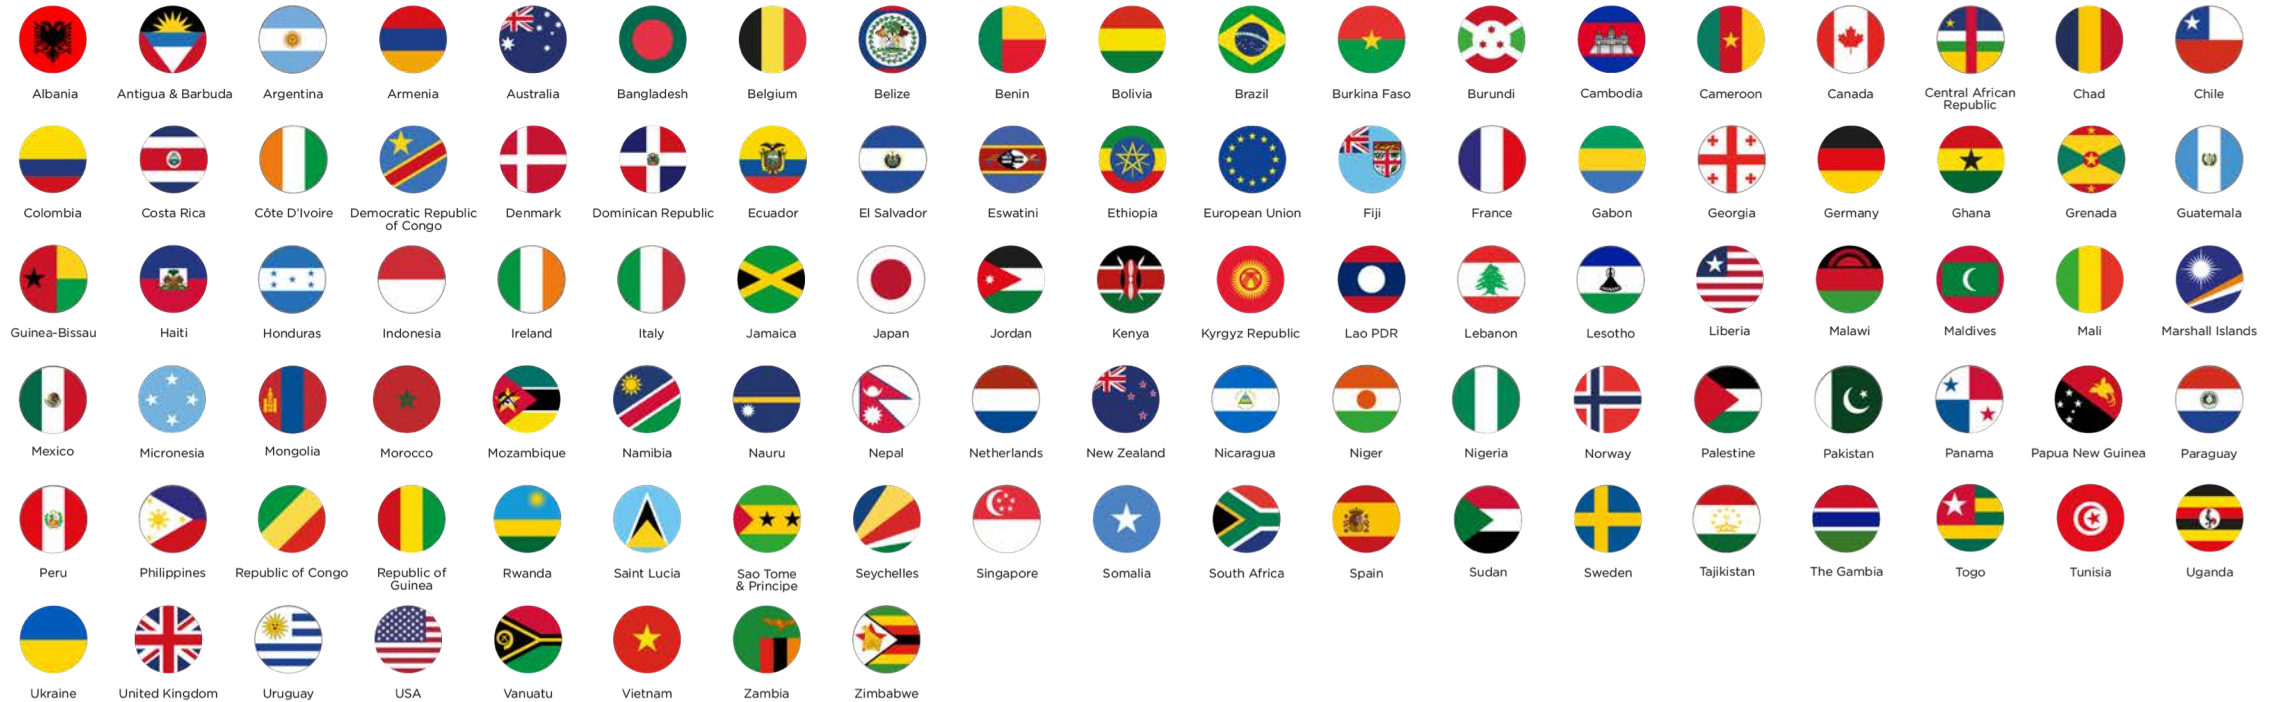 Albania
Antigua & Barbuda
Argentina
Armenia
Australia
Bangladesh
Belgium
Belize
Benin
Bolivia
Brazil
Burkina Faso
Burundi
Cambodia
Cameroon
Canada
Central African
Republic
Chad
Chile
Colombia
Costa Rica
Côte D'Ivoire
Democratic Republic
of Congo
Denmark
Dominican Republic
Ecuador
El Salvador
Eswatini
Ethiopia
European Union
Fiji
France
Gabon
Georgia
Germany
Ghana
Grenada
Guatemala
Guinea-Bissau
Haiti
Honduras
Indonesia
Ireland
Italy
Jamaica
Japan
Jordan
Kenya
Kyrgyz Republic
Lao PDR
Lebanon
Lesotho
Liberia
Malawi
Maldives
Mali
Marshall Islands
Mexico
Micronesia
Mongolia
Morocco
Mozambique
Namibia
Nauru
Nepal
Netherlands
New Zealand
Nicaragua
Niger
Nigeria
Norway
Palestine
Pakistan
Panama
Papua New Guinea
Paraguay
Peru
Philippines
Republic of Congo
Republic of
Guinea
Rwanda
Saint Lucia
Sao Tome
& Principe
Seychelles
Singapore
Somalia
South Africa
Spain
Sudan
Sweden
Tajikistan
The Gambia
Togo
Tunisia
Uganda
Ukraine
United Kingdom
Uruguay
USA
Vanuatu
Vietnam
Zambia
Zimbabwe